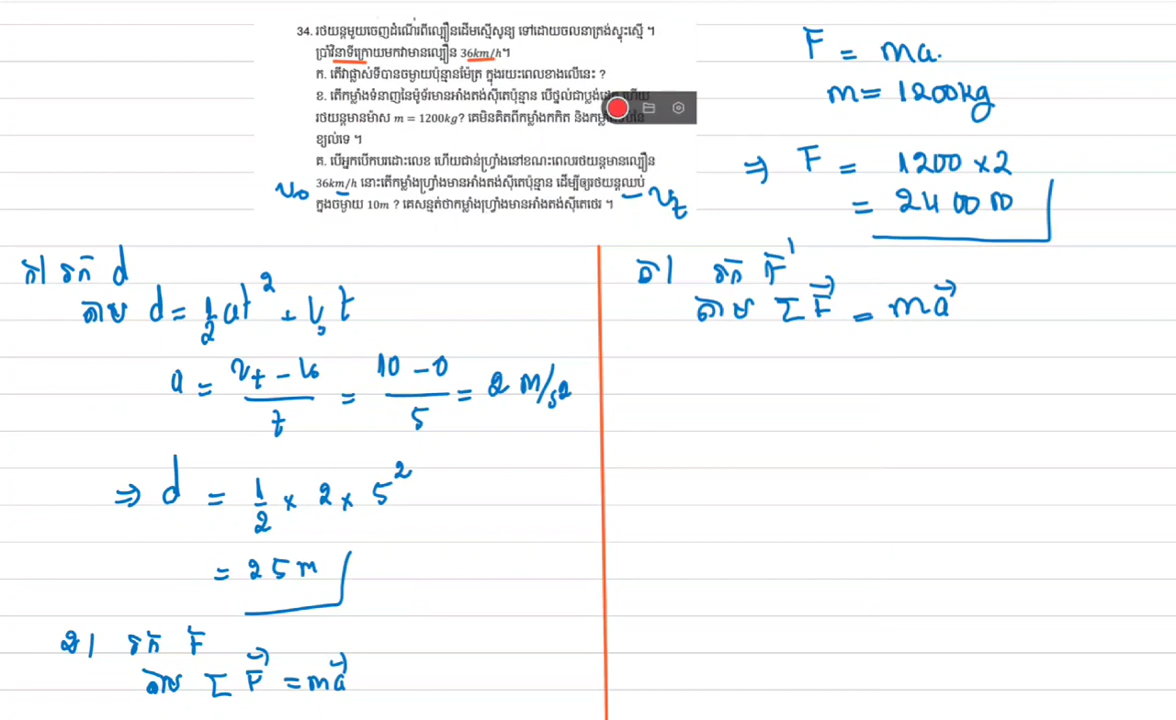 34. រថយន្តមួយចេញដំណើរពីល្បឿនដើមស្មើសូន្យ ទៅដោយចលនាត្រង់ស្ទុះស្មើ ។
ប្រាំវិនាទីក្រោយមកវាមានល្បឿន 36km/h។
ក. តើវាផ្លាស់ទីបានចម្ងាយប៉ុន្មានម៉ែត្រ ក្នុងរយៈពេលខាងលើនេះ ?
ខ. តើកម្លាំងទំនាញនៃម៉ូទ័រមានអាំងតង់ស៊ីតេប៉ុន្មាន បើថ្នល់ជាប្លង់ដេក ហើយ
រថយន្តមានម៉ាស m = 1200kg? គេមិនគិតពីកម្លាំងកកិត និងកម្លាំង
ខ្យល់ទេ ។
គ. បើអ្នកបើកបរដោះលេខ ហើយជាន់ហ្វ្រាំងនៅខណៈពេលរថយន្តមានល្បឿន
36km/h នោះតើកម្លាំងហ្វ្រាំងមានអាំងតង់ស៊ីតេប៉ុន្មាន ដើម្បីឲ្យរថយន្តឈប់
ក្នុងចម្ងាយ 10m ? គេសន្មត់ថាកម្លាំងហ្វ្រាំងមានអាំងតង់ស៊ីតេថេរ ។
v₀
v_t
ក/ រក d
តាម d = 1/2 at² + v₀t
a = (v_t - v₀)/t = (10 - 0)/5 = 2 m/s2
⇒ d = 1/2 × 2 × 5²
= 25 m
ខ/ រក F
តាម ΣF⃗ = ma⃗
F = ma.
m = 1200kg
⇒ F = 1200 × 2
= 2400 N
គ/ រក F'
តាម ΣF⃗ = ma⃗